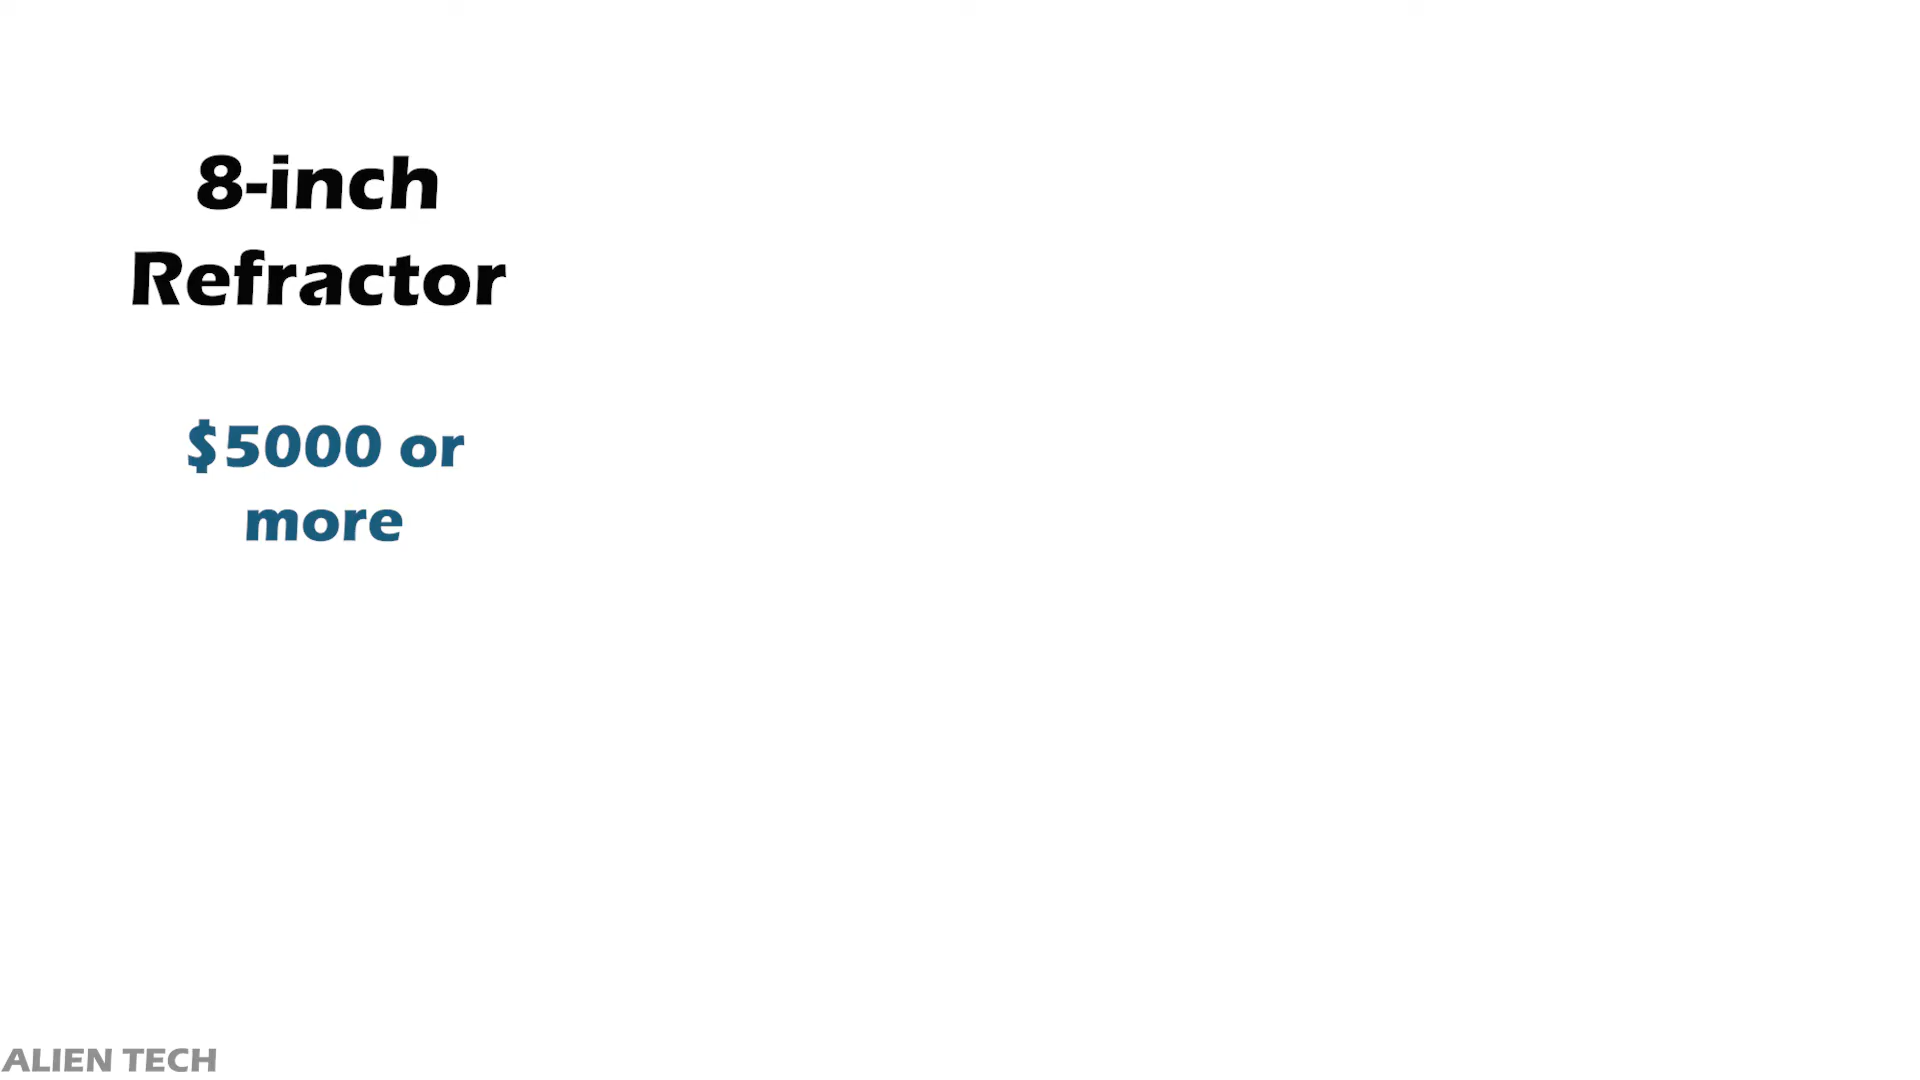 8-inch
Refractor
$5000 or
more
ALIEN TECH